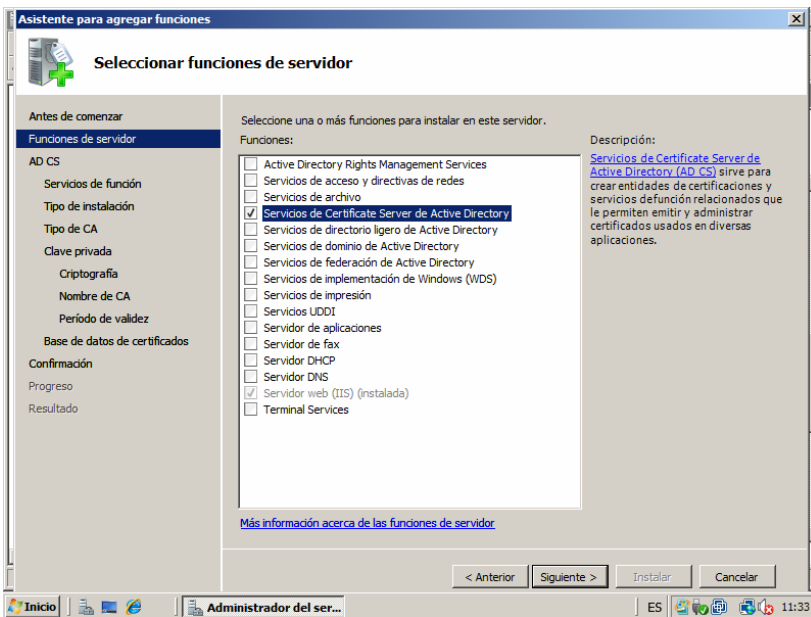 Asistente para agregar funciones
Seleccionar funciones de servidor
Antes de comenzar
Funciones de servidor
AD CS
Servicios de función
Tipo de instalación
Tipo de CA
Clave privada
Criptografía
Nombre de CA
Período de validez
Base de datos de certificados
Confirmación
Progreso
Resultado
Seleccione una o más funciones para instalar en este servidor.
Funciones:
Active Directory Rights Management Services
Servicios de acceso y directivas de redes
Servicios de archivo
Servicios de Certificate Server de Active Directory
Servicios de directorio ligero de Active Directory
Servicios de dominio de Active Directory
Servicios de federación de Active Directory
Servicios de implementación de Windows (WDS)
Servicios de impresión
Servicios UDDI
Servidor de aplicaciones
Servidor de fax
Servidor DHCP
Servidor DNS
Servidor web (IIS) (instalada)
Terminal Services
Más información acerca de las funciones de servidor
Descripción:
Servicios de Certificate Server de
Active Directory (AD CS) sirve para
crear entidades de certificaciones y
servicios defunción relacionados que
le permiten emitir y administrar
certificados usados en diversas
aplicaciones.
< Anterior
Siguiente >
Instalar
Cancelar
Inicio
Administrador del ser...
ES
11:33